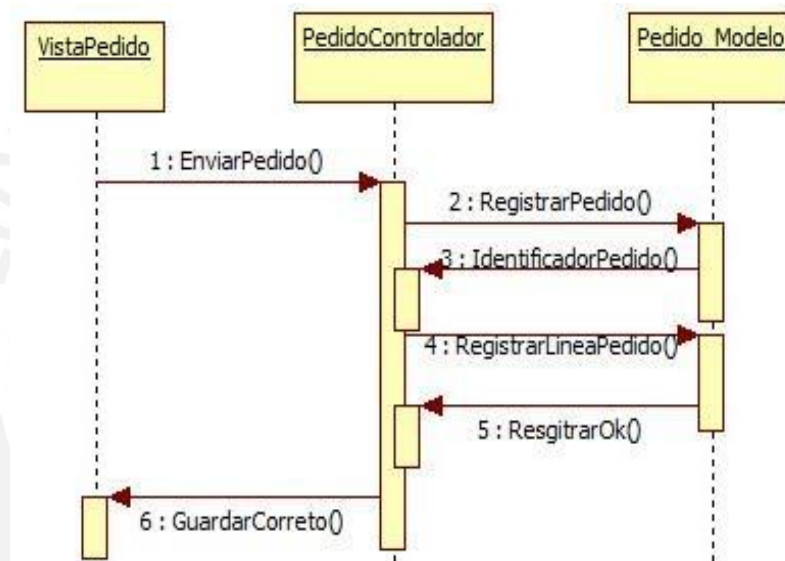 VistaPedido
PedidoControlador
Pedido_Modelo
1 : EnviarPedido()
2 : RegistrarPedido()
3 : IdentificadorPedido()
4 : RegistrarLineaPedido()
5 : ResgitrarOk()
6 : GuardarCorreto()